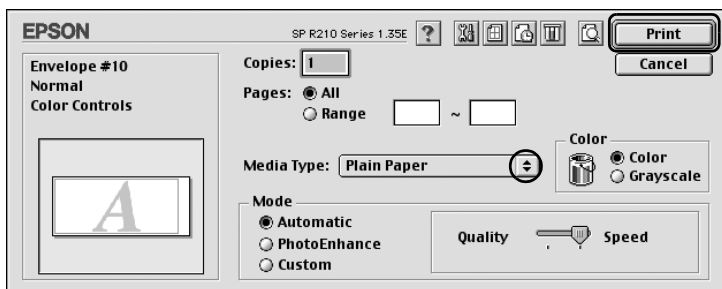 EPSON
SP R210 Series 1.35E
?
Print
Envelope #10
Normal
Color Controls
Copies: 1
Cancel
Pages: All
Range ~
Media Type: Plain Paper
Color
Color
Grayscale
Mode
Automatic
PhotoEnhance
Custom
Quality Speed
A